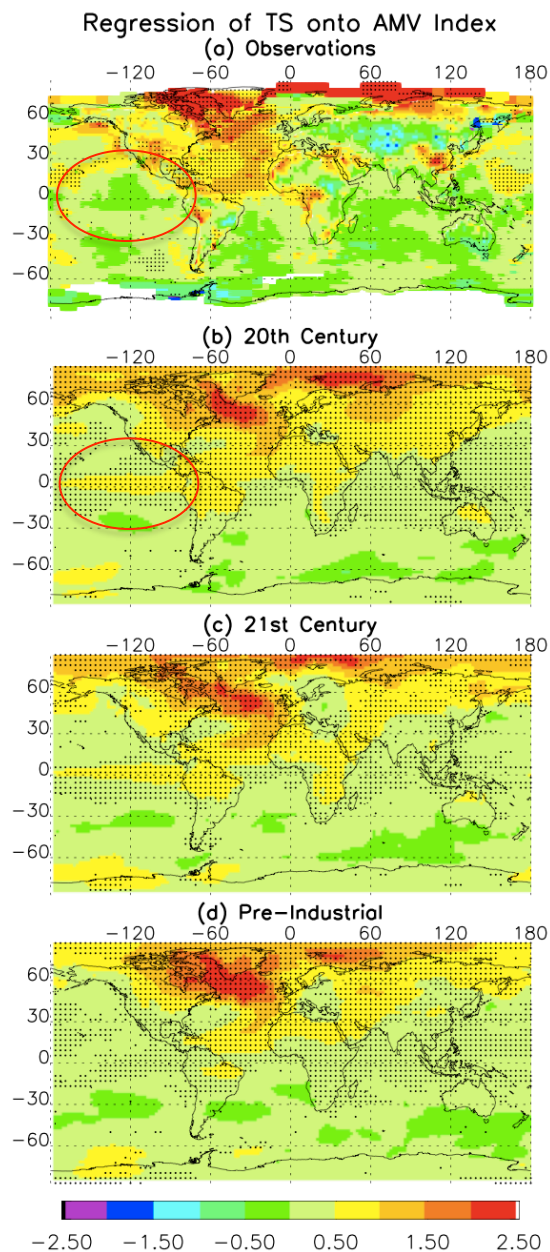 Regression of TS onto AMV Index
(a) Observations
−120 −60 0 60 120 180
60
30
0
−30
−60
(b) 20th Century
−120 −60 0 60 120 180
60
30
0
−30
−60
(c) 21st Century
−120 −60 0 60 120 180
60
30
0
−30
−60
(d) Pre−Industrial
−120 −60 0 60 120 180
60
30
0
−30
−60
−2.50 −1.50 −0.50 0.50 1.50 2.50